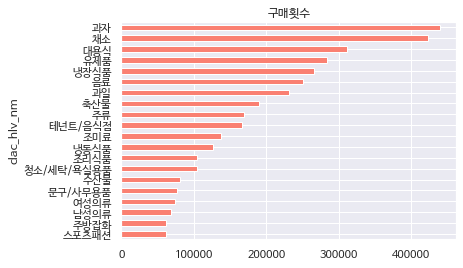 구매횟수
과자
채소
대용식
유제품
냉장식품
음료
과일
축산물
주류
테넌트/음식점
조미료
냉동식품
조리식품
청소/세탁/욕실용품
수산물
문구/사무용품
여성의류
남성의류
주방잡화
스포츠패션
clac_hlv_nm
0 100000 200000 300000 400000